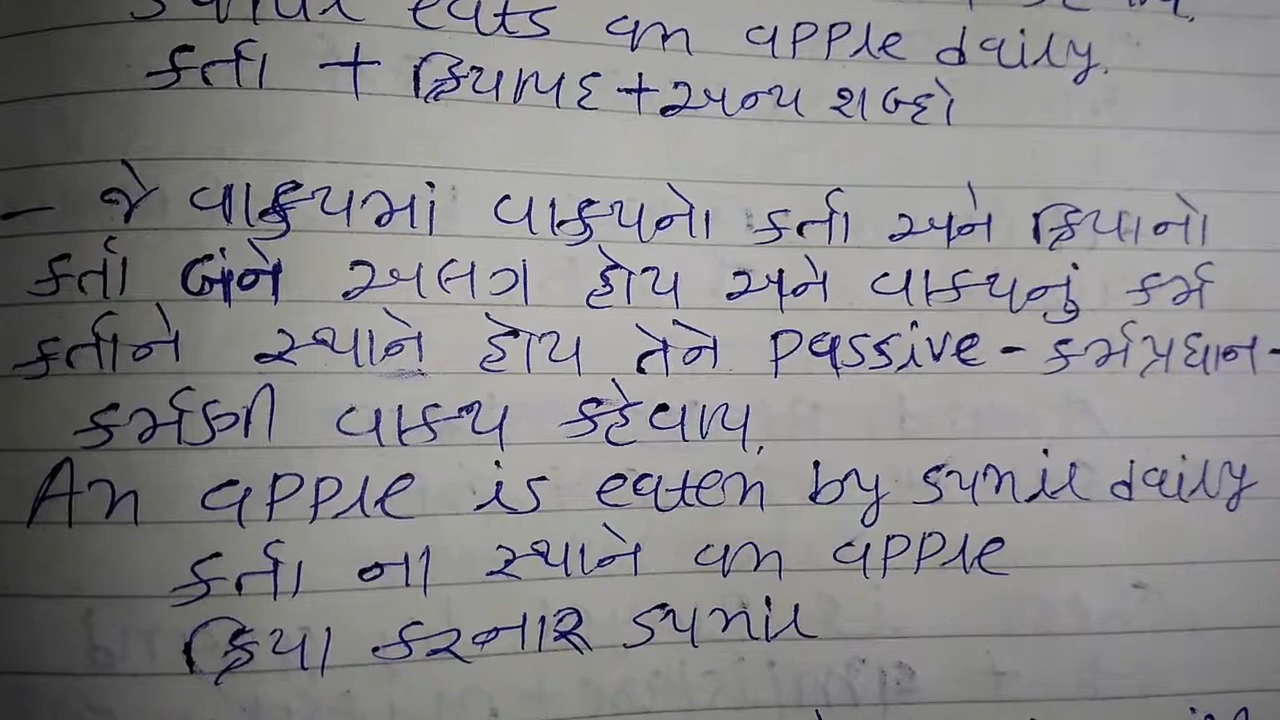 Sunil eats an apple daily.
કર્તા + ક્રિયાપદ + અન્ય શબ્દો
- જે વાક્યમાં વાક્યનો કર્તા અને ક્રિયાનો
કર્તા બંને અલગ હોય અને વાક્યનું કર્મ
કર્તાને સ્થાને હોય તેને passive - કર્મપ્રધાન -
કર્મણી વાક્ય કહેવાય.
An apple is eaten by sunil daily
કર્તા ના સ્થાને an apple
ક્રિયા કરનાર sunil